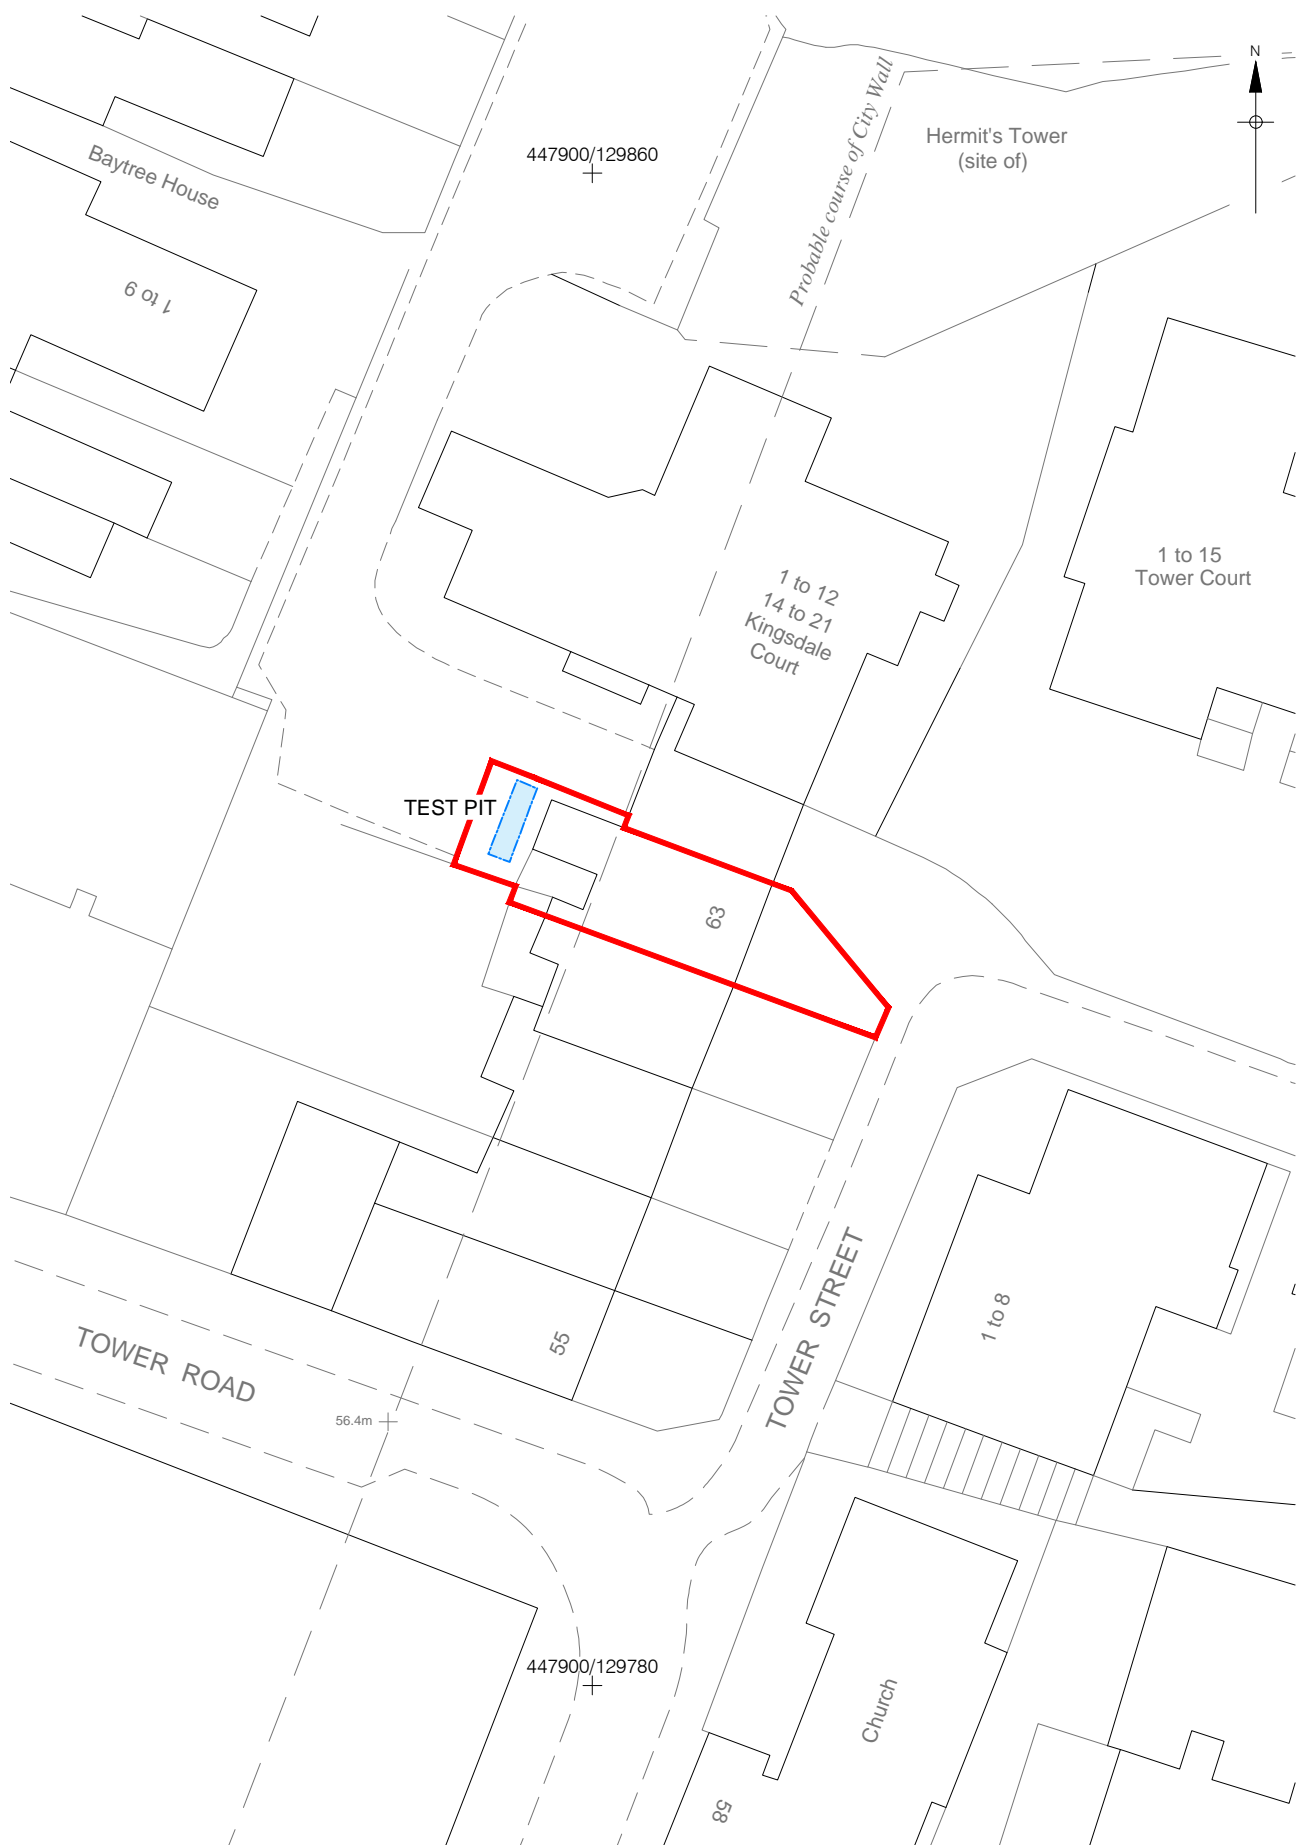 N
447900/129860
Probable course of City Wall
Hermit's Tower
(site of)
Baytree House
1 to 9
1 to 15
Tower Court
1 to 12
14 to 21
Kingsdale
Court
TEST PIT
63
TOWER STREET
1 to 8
55
TOWER ROAD
56.4m
447900/129780
Church
58